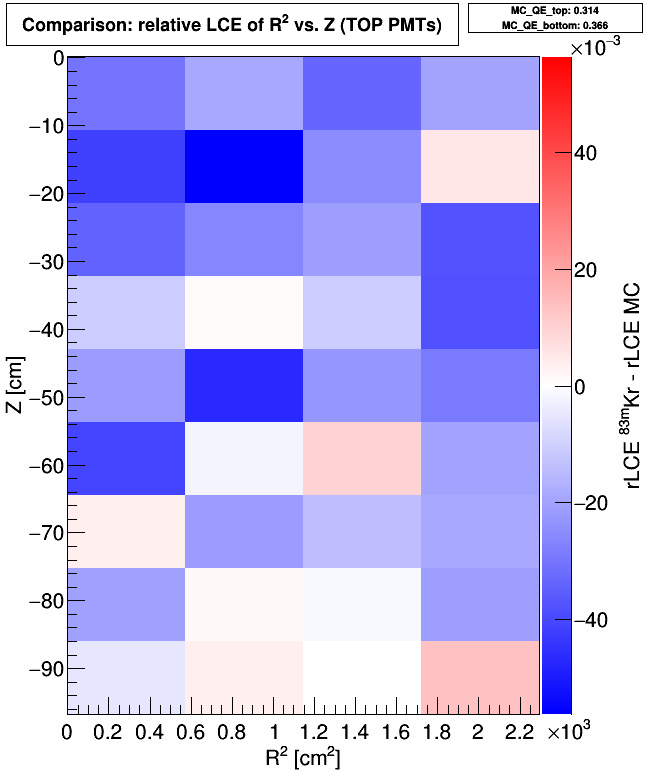 Comparison: relative LCE of R² vs. Z (TOP PMTs)
MC_QE_top: 0.314
MC_QE_bottom: 0.366
×10⁻³
0
−10
−20
−30
−40
−50
−60
−70
−80
−90
Z [cm]
40
20
0
−20
−40
rLCE ⁸³ᵐKr - rLCE MC
0 0.2 0.4 0.6 0.8 1 1.2 1.4 1.6 1.8 2 2.2 ×10³
R² [cm²]